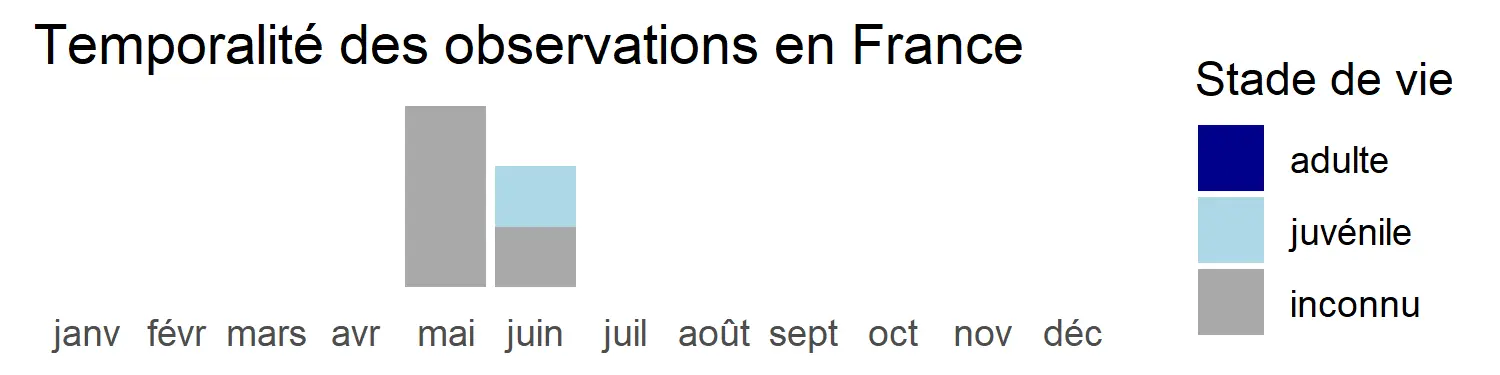 Temporalité des observations en France
Stade de vie
adulte
juvénile
inconnu
janv févr mars avr mai juin juil août sept oct nov déc